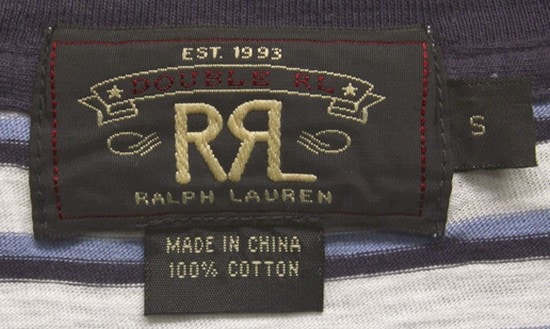 EST. 1993
DOUBLE RL
RRL
RALPH LAUREN
S
MADE IN CHINA
100% COTTON